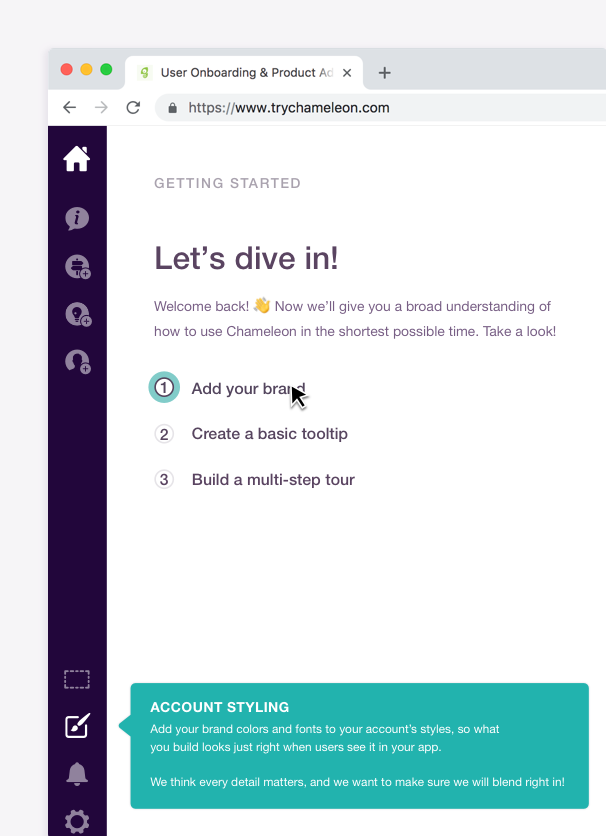 User Onboarding & Product Ad
https://www.trychameleon.com
GETTING STARTED
Let's dive in!
Welcome back! 👋 Now we'll give you a broad understanding of
how to use Chameleon in the shortest possible time. Take a look!
1 Add your brand
2 Create a basic tooltip
3 Build a multi-step tour
ACCOUNT STYLING
Add your brand colors and fonts to your account's styles, so what
you build looks just right when users see it in your app.
We think every detail matters, and we want to make sure we will blend right in!